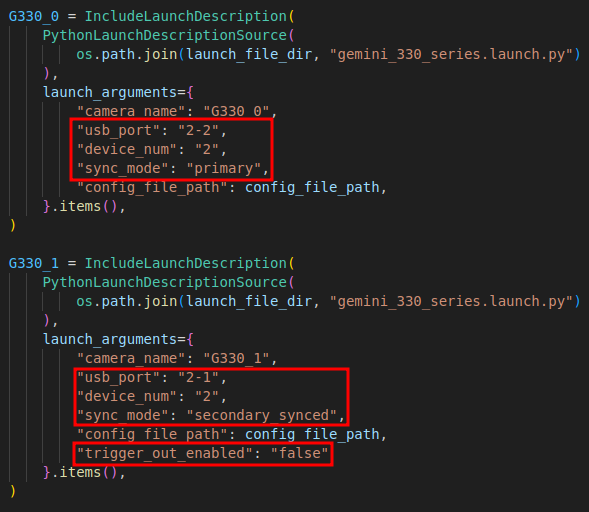 G330_0 = IncludeLaunchDescription(
    PythonLaunchDescriptionSource(
        os.path.join(launch_file_dir, "gemini_330_series.launch.py")
    ),
    launch_arguments={
        "camera_name": "G330_0",
        "usb_port": "2-2",
        "device_num": "2",
        "sync_mode": "primary",
        "config_file_path": config_file_path,
    }.items(),
)
G330_1 = IncludeLaunchDescription(
    PythonLaunchDescriptionSource(
        os.path.join(launch_file_dir, "gemini_330_series.launch.py")
    ),
    launch_arguments={
        "camera_name": "G330_1",
        "usb_port": "2-1",
        "device_num": "2",
        "sync_mode": "secondary_synced",
        "config_file_path": config_file_path,
        "trigger_out_enabled": "false"
    }.items(),
)